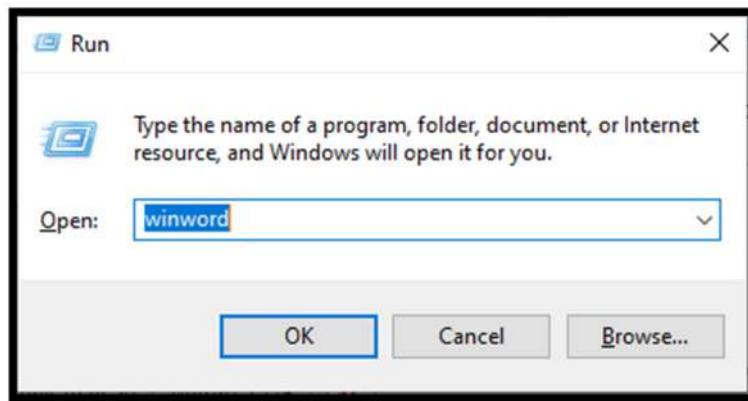 Run
Type the name of a program, folder, document, or Internet
resource, and Windows will open it for you.
Open: winword
OK Cancel Browse...